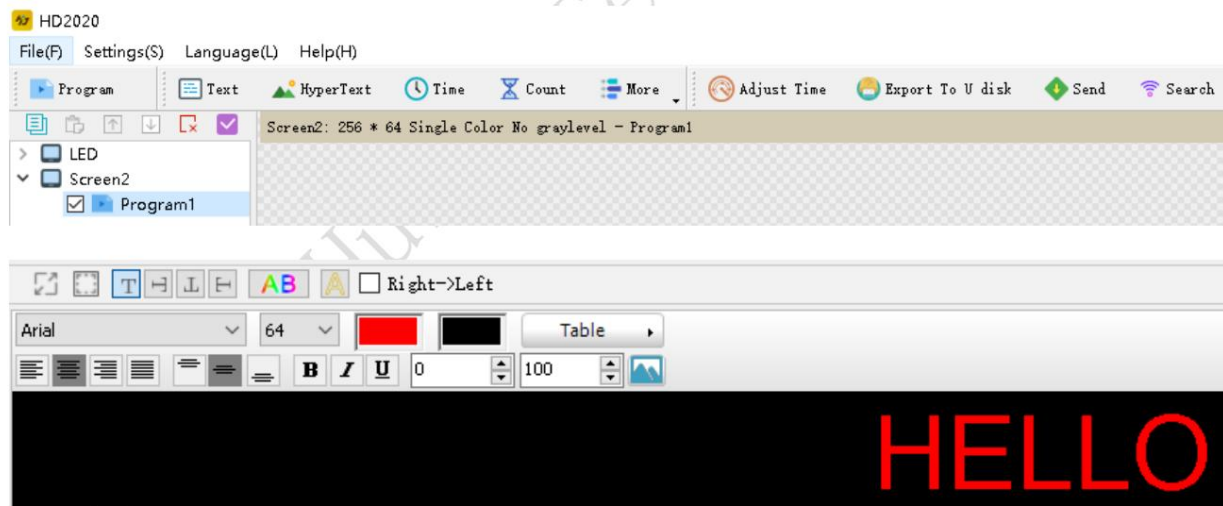 HD2020
File(F) Settings(S) Language(L) Help(H)
Program Text HyperText Time Count More Adjust Time Export To U disk Send Search
Screen2: 256 * 64 Single Color No graylevel - Program1
LED
Screen2
Program1
T AB A Right->Left
Arial 64 Table
B I U 0 100
HELLO